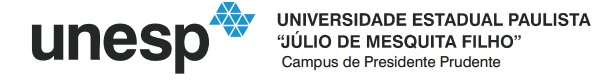 unesp
UNIVERSIDADE ESTADUAL PAULISTA
“JÚLIO DE MESQUITA FILHO”
Campus de Presidente Prudente